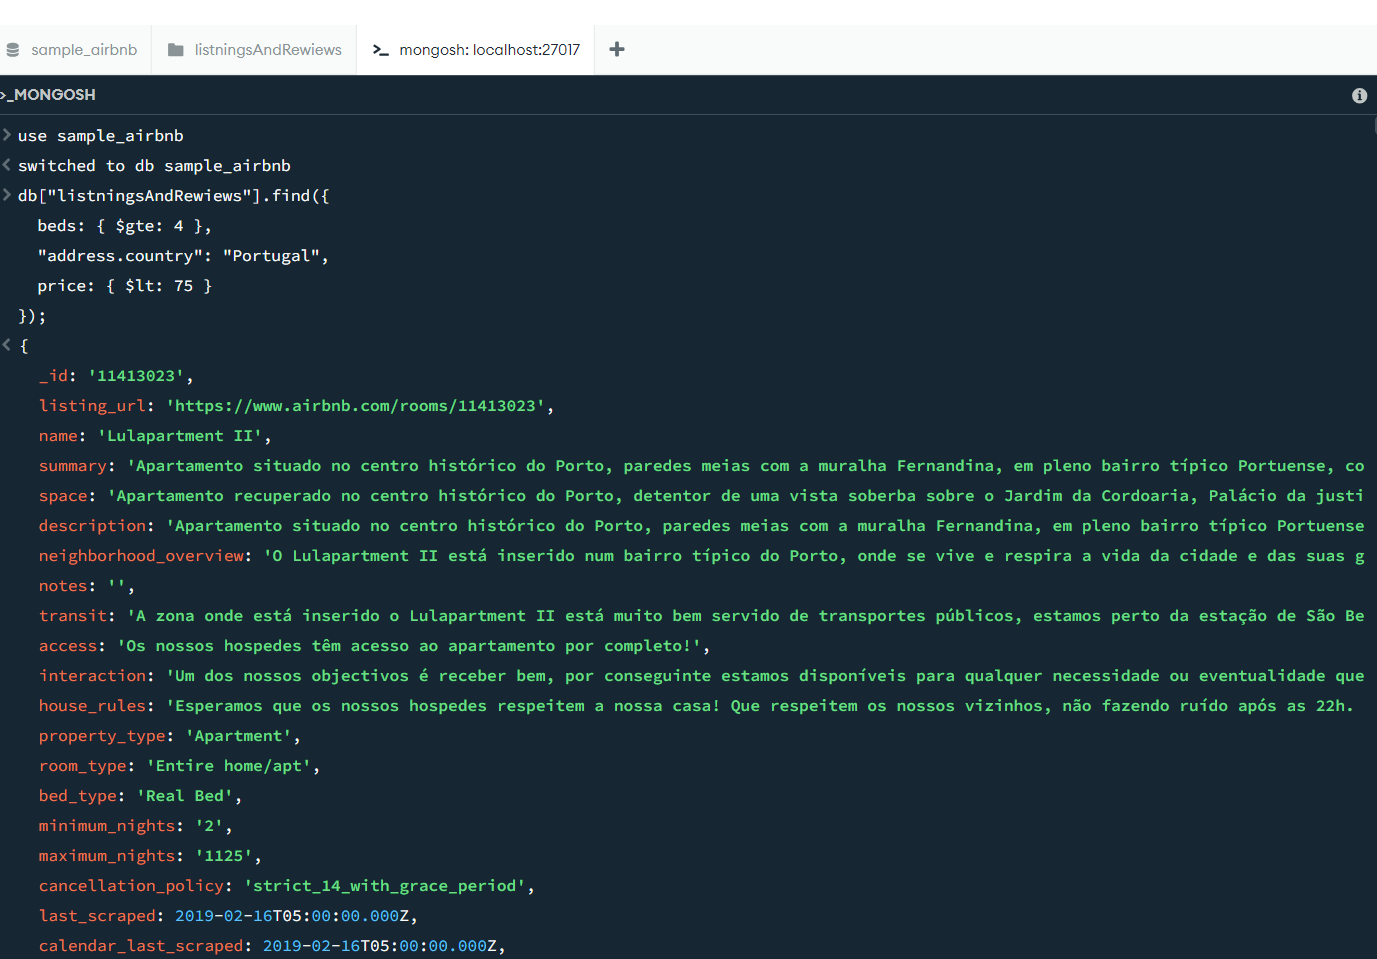 sample_airbnb listningsAndRewiews >_ mongosh: localhost:27017 +
>_MONGOSH
> use sample_airbnb
< switched to db sample_airbnb
> db["listningsAndRewiews"].find({
beds: { $gte: 4 },
"address.country": "Portugal",
price: { $lt: 75 }
});
< {
_id: '11413023',
listing_url: 'https://www.airbnb.com/rooms/11413023',
name: 'Lulapartment II',
summary: 'Apartamento situado no centro histórico do Porto, paredes meias com a muralha Fernandina, em pleno bairro típico Portuense, co
space: 'Apartamento recuperado no centro histórico do Porto, detentor de uma vista soberba sobre o Jardim da Cordoaria, Palácio da justi
description: 'Apartamento situado no centro histórico do Porto, paredes meias com a muralha Fernandina, em pleno bairro típico Portuense
neighborhood_overview: 'O Lulapartment II está inserido num bairro típico do Porto, onde se vive e respira a vida da cidade e das suas g
notes: '',
transit: 'A zona onde está inserido o Lulapartment II está muito bem servido de transportes públicos, estamos perto da estação de São Be
access: 'Os nossos hospedes têm acesso ao apartamento por completo!',
interaction: 'Um dos nossos objectivos é receber bem, por conseguinte estamos disponíveis para qualquer necessidade ou eventualidade que
house_rules: 'Esperamos que os nossos hospedes respeitem a nossa casa! Que respeitem os nossos vizinhos, não fazendo ruído após as 22h.
property_type: 'Apartment',
room_type: 'Entire home/apt',
bed_type: 'Real Bed',
minimum_nights: '2',
maximum_nights: '1125',
cancellation_policy: 'strict_14_with_grace_period',
last_scraped: 2019-02-16T05:00:00.000Z,
calendar_last_scraped: 2019-02-16T05:00:00.000Z,